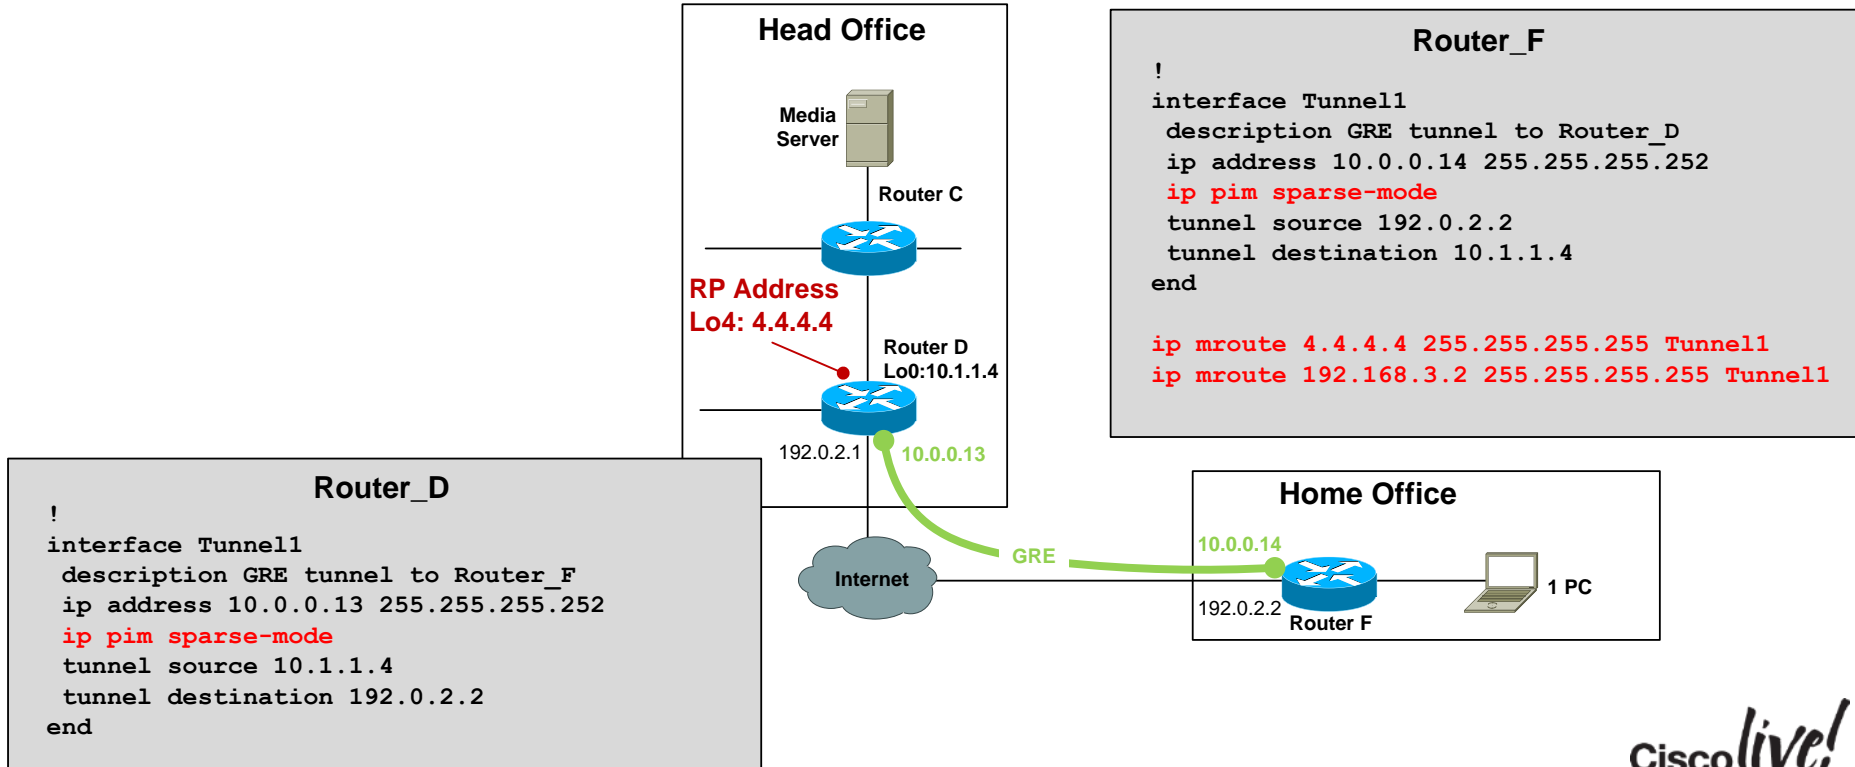 Head Office
Media
Server
Router C
RP Address
Lo4: 4.4.4.4
Router D
Lo0:10.1.1.4
192.0.2.1
10.0.0.13
GRE
Internet
Router_F
!
interface Tunnel1
description GRE tunnel to Router_D
ip address 10.0.0.14 255.255.255.252
ip pim sparse-mode
tunnel source 192.0.2.2
tunnel destination 10.1.1.4
end
ip mroute 4.4.4.4 255.255.255.255 Tunnel1
ip mroute 192.168.3.2 255.255.255.255 Tunnel1
Router_D
!
interface Tunnel1
description GRE tunnel to Router_F
ip address 10.0.0.13 255.255.255.252
ip pim sparse-mode
tunnel source 10.1.1.4
tunnel destination 192.0.2.2
end
Home Office
10.0.0.14
192.0.2.2
Router F
1 PC
Cisco live!